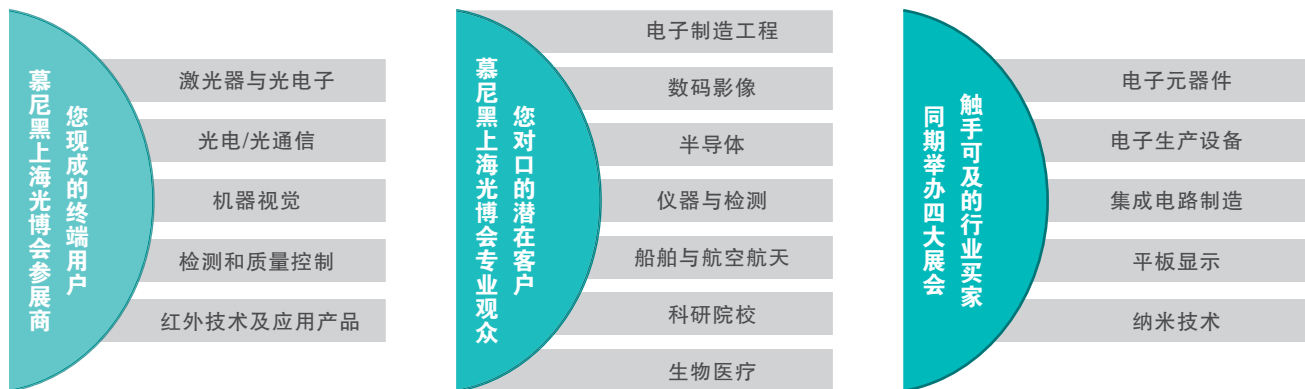 慕尼黑上海光博会参展商
您现成的终端用户
激光器与光电子
光电/光通信
机器视觉
检测和质量控制
红外技术及应用产品
慕尼黑上海光博会专业观众
您对口的潜在客户
电子制造工程
数码影像
半导体
仪器与检测
船舶与航空航天
科研院校
生物医疗
同期举办四大展会
触手可及的行业买家
电子元器件
电子生产设备
集成电路制造
平板显示
纳米技术